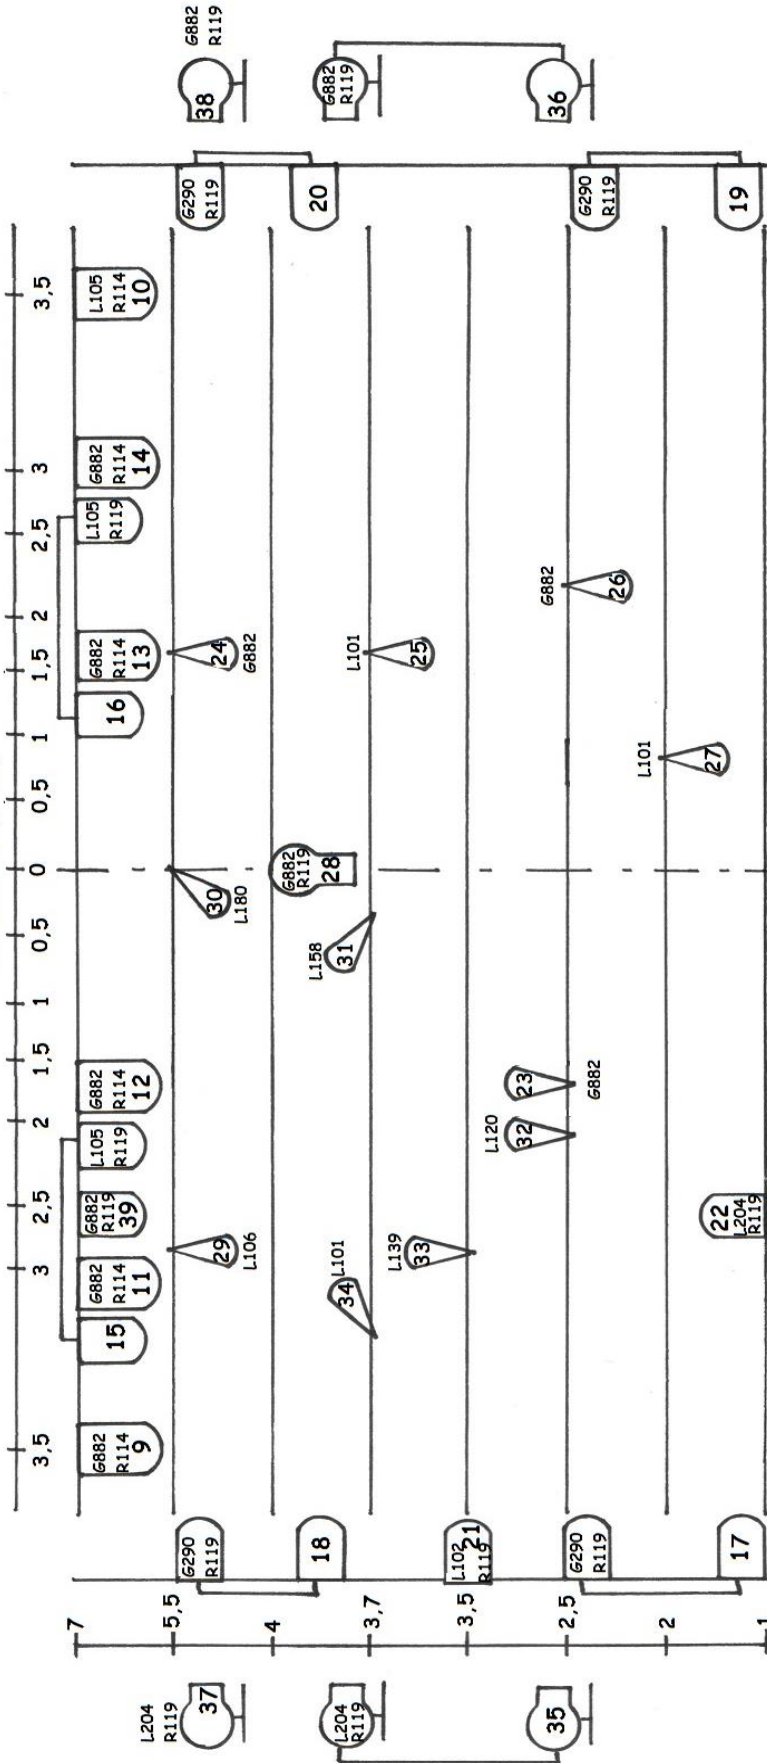 G882
R119
38
G882
R119
36
G290
R119
20
G290
R119
19
3,5
3
2,5
2
1,5
1
0,5
0
0,5
1
1,5
2
2,5
3
3,5
L105
R114
10
G882
R114
14
L105
R119
G882
R114
13
16
G882
R114
12
L105
R119
G882
R119
39
G882
R114
11
15
G882
R114
9
24
G882
L101
25
G882
26
L101
27
30
L180
G882
R119
28
L158
31
23
G882
L120
32
29
L106
L101
34
L139
33
22
L204
R119
G290
R119
18
L102
21
R119
G290
R119
17
7
5,5
4
3,7
3,5
2,5
2
1
L204
R119
37
L204
R119
35